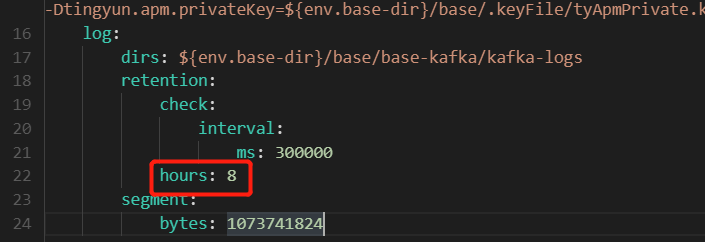 -Dtingyun.apm.privateKey=${env.base-dir}/base/.keyFile/tyApmPrivate.k
16 log:
17 dirs: ${env.base-dir}/base/base-kafka/kafka-logs
18 retention:
19 check:
20 interval:
21 ms: 300000
22 hours: 8
23 segment:
24 bytes: 1073741824